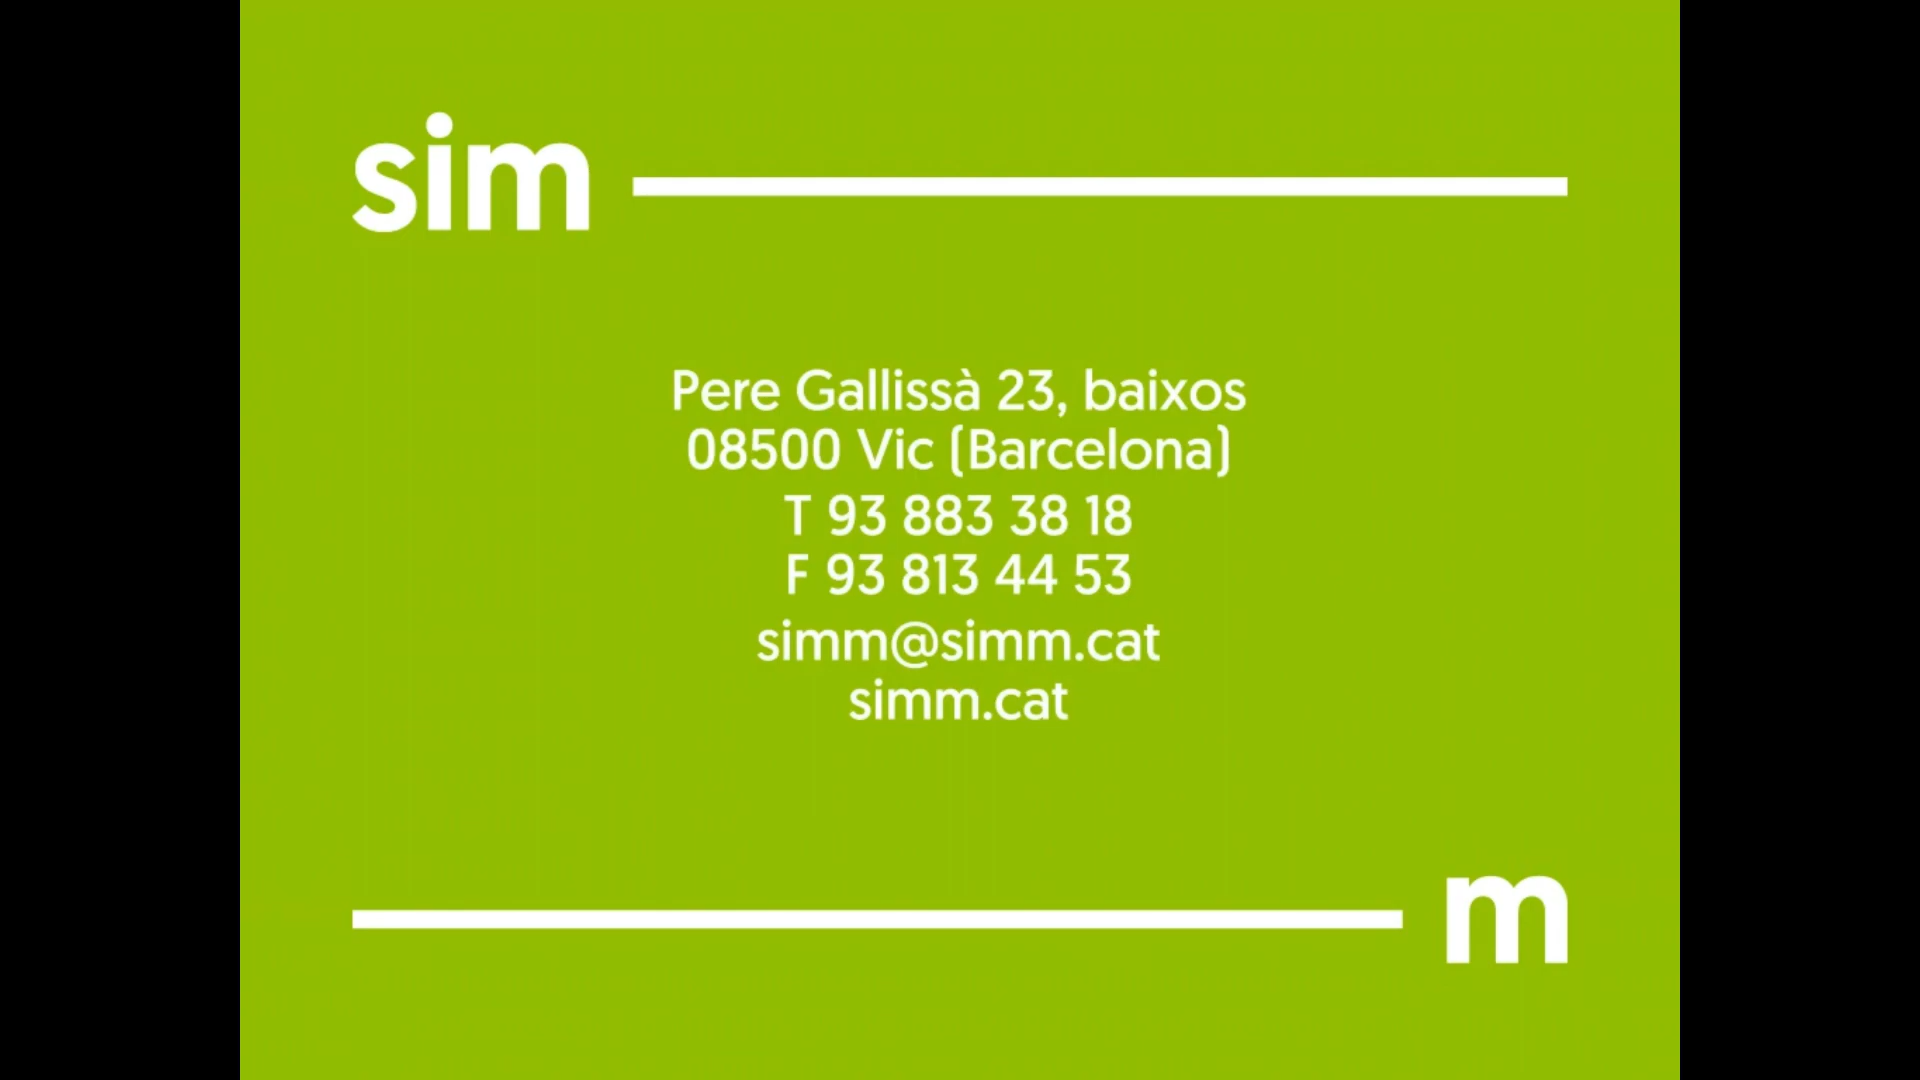 sim
Pere Gallissà 23, baixos
08500 Vic (Barcelona)
T 93 883 38 18
F 93 813 44 53
simm@simm.cat
simm.cat
m